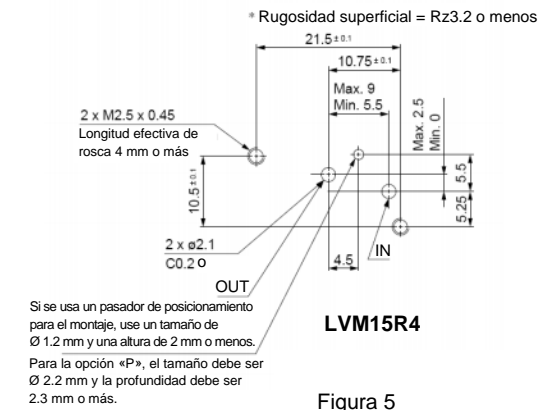 * Rugosidad superficial = Rz3.2 o menos
21.5 ±0.1
10.75 ±0.1
Max. 9
Min. 5.5
Max. 2.5
Min. 0
2 x M2.5 x 0.45
Longitud efectiva de
rosca 4 mm o más
10.5 ±0.1
5.5
5.25
2 x ø2.1
C0.2 o
4.5
IN
OUT
Si se usa un pasador de posicionamiento
para el montaje, use un tamaño de
Ø 1.2 mm y una altura de 2 mm o menos.
Para la opción «P», el tamaño debe ser
Ø 2.2 mm y la profundidad debe ser
2.3 mm o más.
LVM15R4
Figura 5